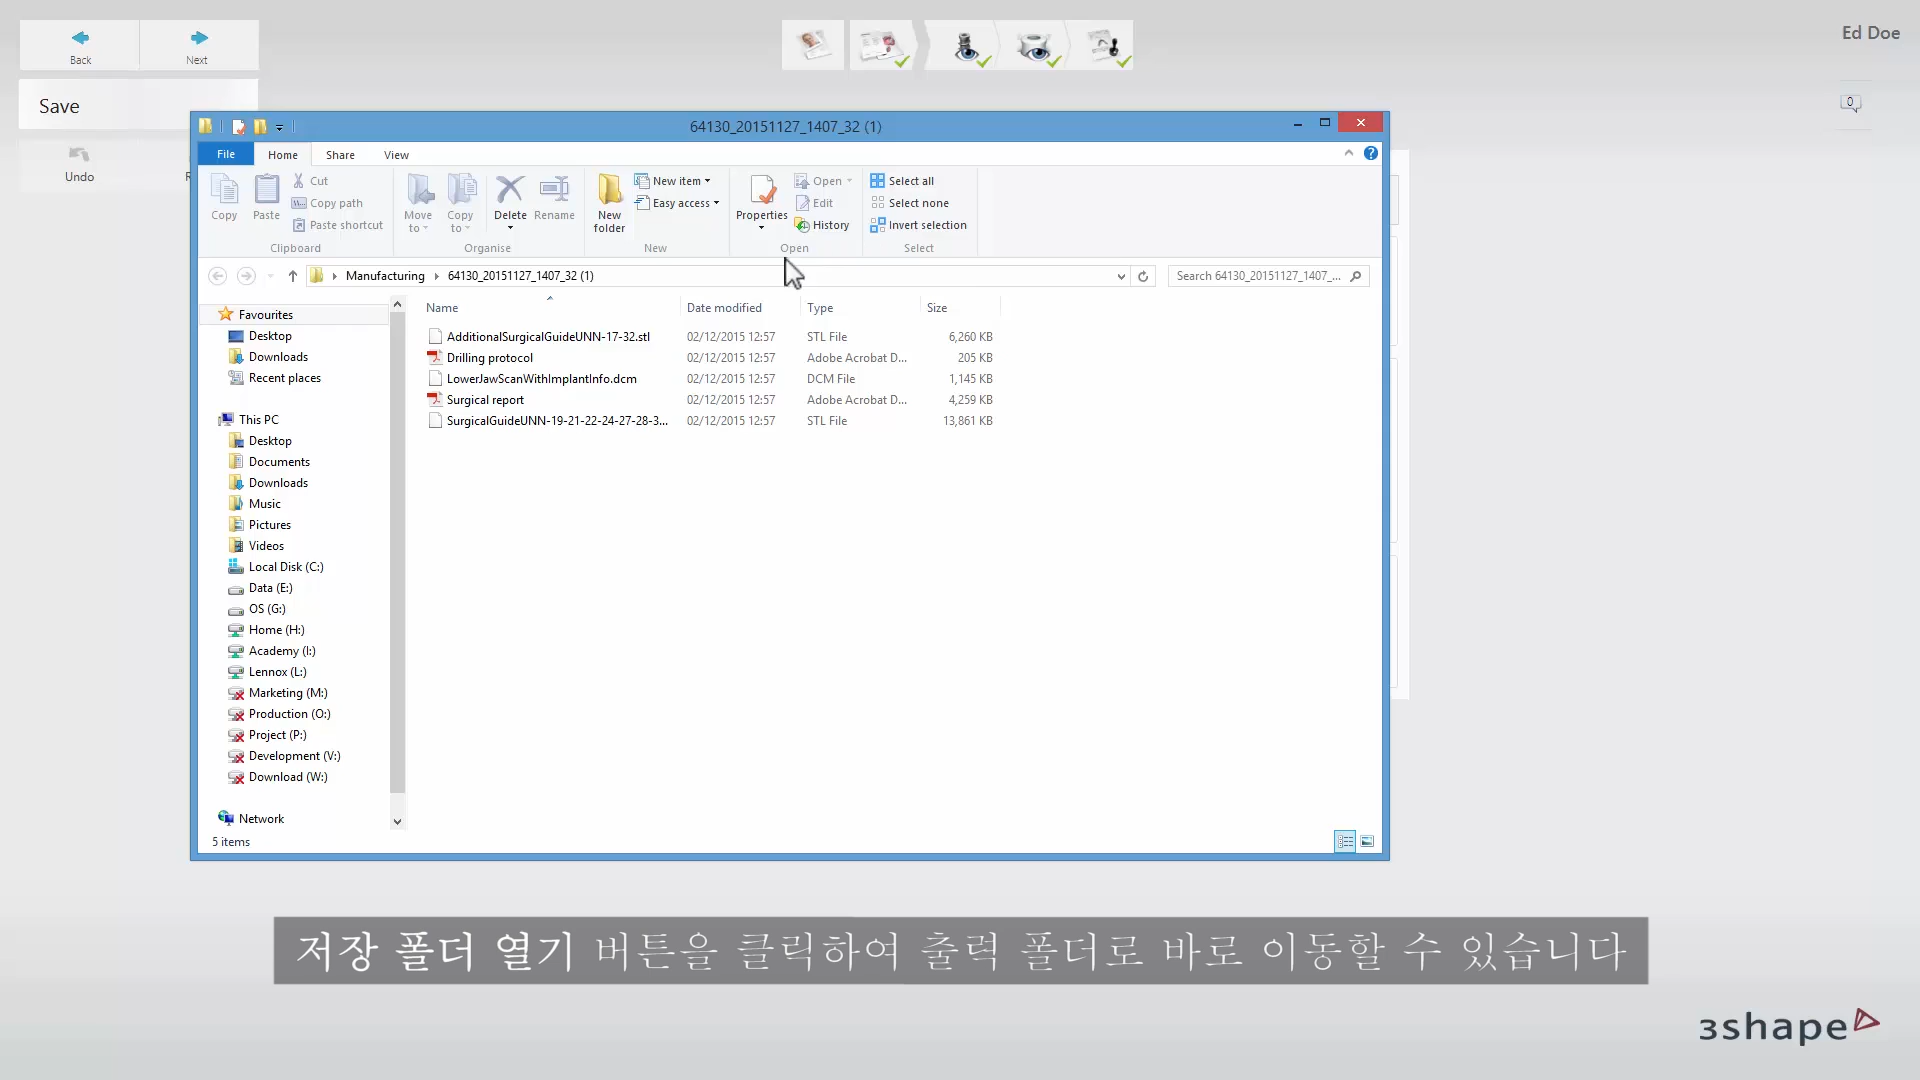 Back
Next
Ed Doe
Save
0
Undo
R
64130_20151127_1407_32 (1)
File
Home
Share
View
Copy
Paste
Cut
Copy path
Paste shortcut
Clipboard
Move to
Copy to
Delete
Rename
Organise
New folder
New item
Easy access
New
Properties
Open
Edit
History
Open
Select all
Select none
Invert selection
Select
Manufacturing
64130_20151127_1407_32 (1)
Search 64130_20151127_1407_...
Name
Date modified
Type
Size
AdditionalSurgicalGuideUNN-17-32.stl 02/12/2015 12:57 STL File 6,260 KB
Drilling protocol 02/12/2015 12:57 Adobe Acrobat D... 205 KB
LowerJawScanWithImplantInfo.dcm 02/12/2015 12:57 DCM File 1,145 KB
Surgical report 02/12/2015 12:57 Adobe Acrobat D... 4,259 KB
SurgicalGuideUNN-19-21-22-24-27-28-3... 02/12/2015 12:57 STL File 13,861 KB
Favourites
Desktop
Downloads
Recent places
This PC
Desktop
Documents
Downloads
Music
Pictures
Videos
Local Disk (C:)
Data (E:)
OS (G:)
Home (H:)
Academy (I:)
Lennox (L:)
Marketing (M:)
Production (O:)
Project (P:)
Development (V:)
Download (W:)
Network
5 items
저장 폴더 열기 버튼을 클릭하여 출력 폴더로 바로 이동할 수 있습니다
3shape